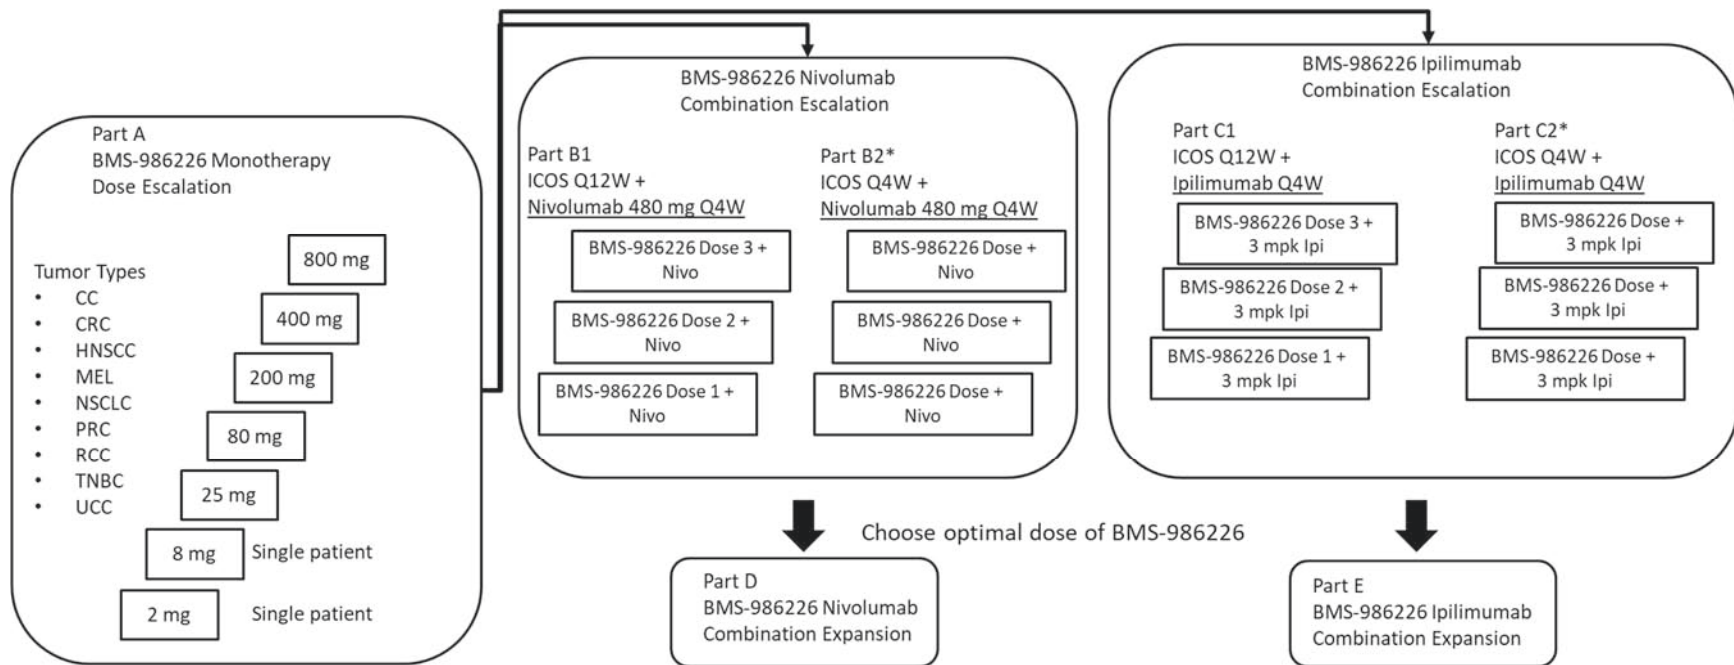 Part A
BMS-986226 Monotherapy
Dose Escalation
Tumor Types
• CC
• CRC
• HNSCC
• MEL
• NSCLC
• PRC
• RCC
• TNBC
• UCC
800 mg
400 mg
200 mg
80 mg
25 mg
8 mg
Single patient
2 mg
Single patient
BMS-986226 Nivolumab
Combination Escalation
Part B1
ICOS Q12W +
Nivolumab 480 mg Q4W
BMS-986226 Dose 3 +
Nivo
BMS-986226 Dose 2 +
Nivo
BMS-986226 Dose 1 +
Nivo
Part B2*
ICOS Q4W +
Nivolumab 480 mg Q4W
BMS-986226 Dose +
Nivo
BMS-986226 Dose +
Nivo
BMS-986226 Dose +
Nivo
BMS-986226 Ipilimumab
Combination Escalation
Part C1
ICOS Q12W +
Ipilimumab Q4W
BMS-986226 Dose 3 +
3 mpk Ipi
BMS-986226 Dose 2 +
3 mpk Ipi
BMS-986226 Dose 1 +
3 mpk Ipi
Part C2*
ICOS Q4W +
Ipilimumab Q4W
BMS-986226 Dose +
3 mpk Ipi
BMS-986226 Dose +
3 mpk Ipi
BMS-986226 Dose +
3 mpk Ipi
Choose optimal dose of BMS-986226
Part D
BMS-986226 Nivolumab
Combination Expansion
Part E
BMS-986226 Ipilimumab
Combination Expansion